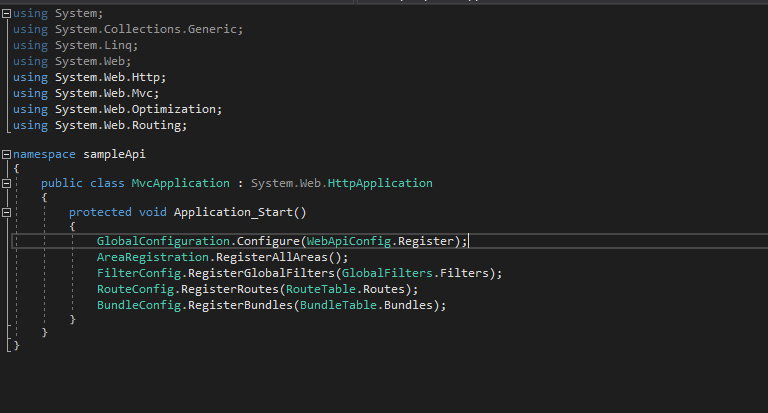 using System;
using System.Collections.Generic;
using System.Linq;
using System.Web;
using System.Web.Http;
using System.Web.Mvc;
using System.Web.Optimization;
using System.Web.Routing;
namespace sampleApi
{
public class MvcApplication : System.Web.HttpApplication
{
protected void Application_Start()
{
GlobalConfiguration.Configure(WebApiConfig.Register);
AreaRegistration.RegisterAllAreas();
FilterConfig.RegisterGlobalFilters(GlobalFilters.Filters);
RouteConfig.RegisterRoutes(RouteTable.Routes);
BundleConfig.RegisterBundles(BundleTable.Bundles);
}
}
}